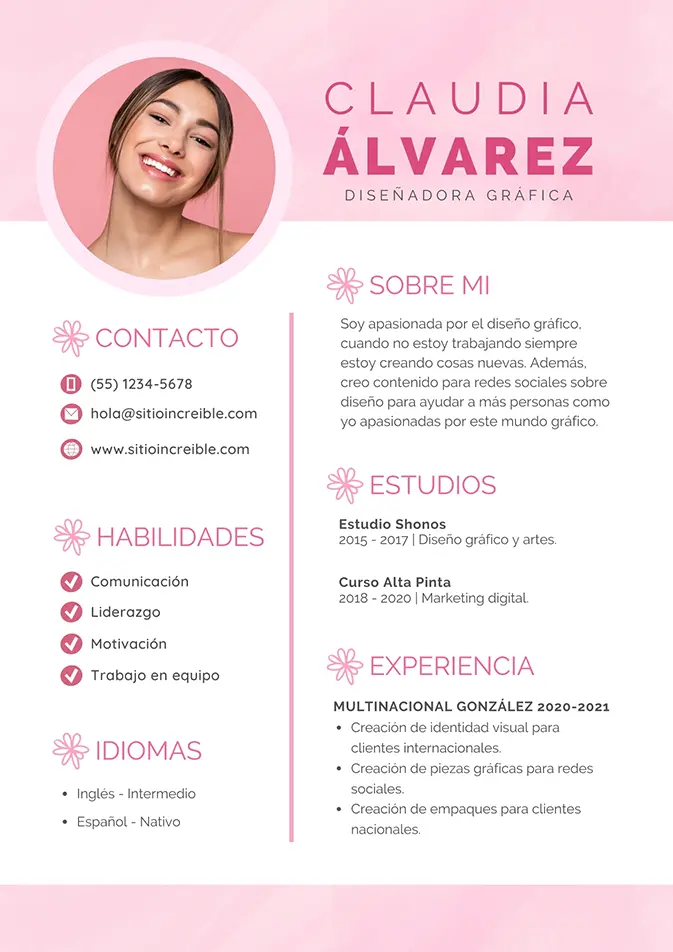 CLAUDIA
ÁLVAREZ
DISEÑADORA GRÁFICA
CONTACTO
(55) 1234-5678
hola@sitioincreible.com
www.sitioincreible.com
HABILIDADES
Comunicación
Liderazgo
Motivación
Trabajo en equipo
IDIOMAS
• Inglés - Intermedio
• Español - Nativo
SOBRE MI
Soy apasionada por el diseño gráfico,
cuando no estoy trabajando siempre
estoy creando cosas nuevas. Además,
creo contenido para redes sociales sobre
diseño para ayudar a más personas como
yo apasionadas por este mundo gráfico.
ESTUDIOS
Estudio Shonos
2015 - 2017 | Diseño gráfico y artes.
Curso Alta Pinta
2018 - 2020 | Marketing digital.
EXPERIENCIA
MULTINACIONAL GONZÁLEZ 2020-2021
• Creación de identidad visual para
clientes internacionales.
• Creación de piezas gráficas para redes
sociales.
• Creación de empaques para clientes
nacionales.